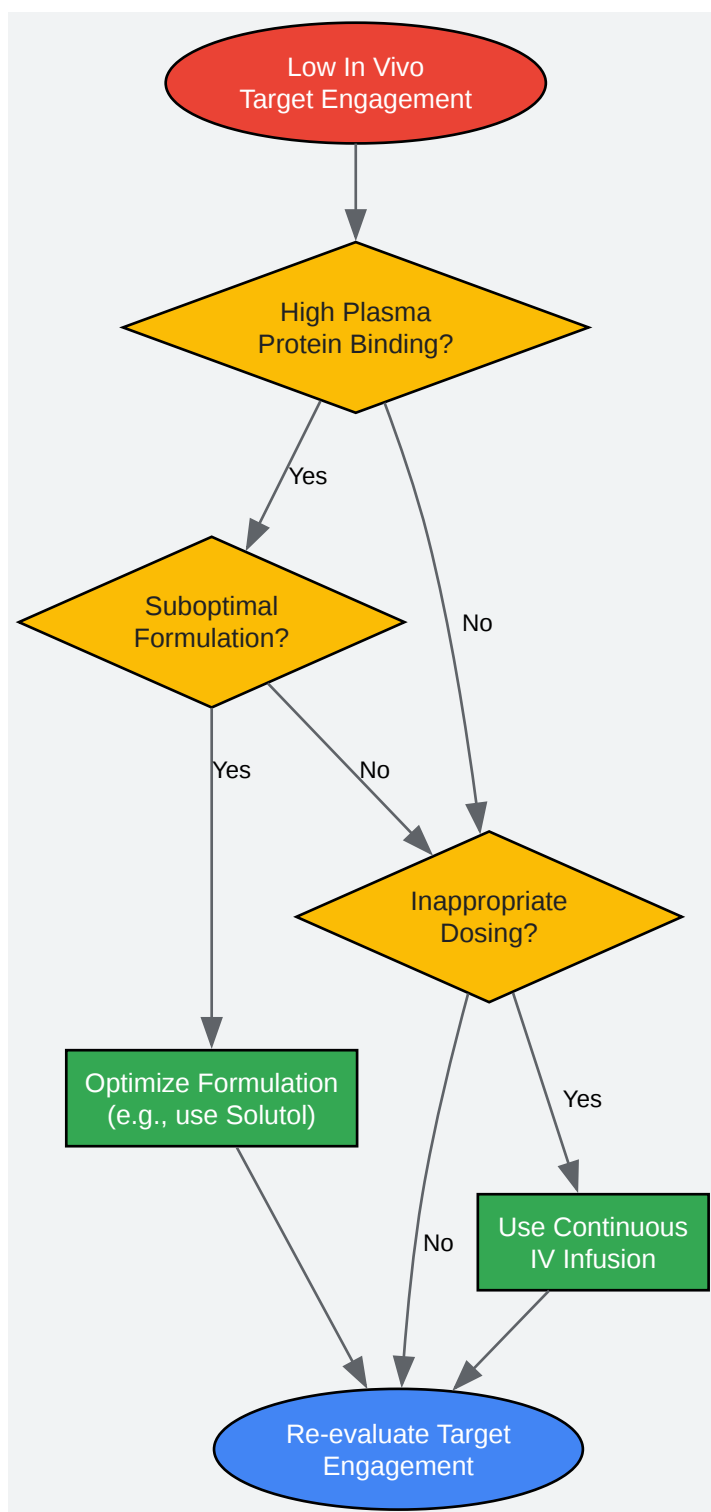 Low In Vivo
Target Engagement
High Plasma
Protein Binding?
Yes
Suboptimal
Formulation?
No
Yes
No
Inappropriate
Dosing?
Optimize Formulation
(e.g., use Solutol)
Yes
Use Continuous
IV Infusion
No
Re-evaluate Target
Engagement